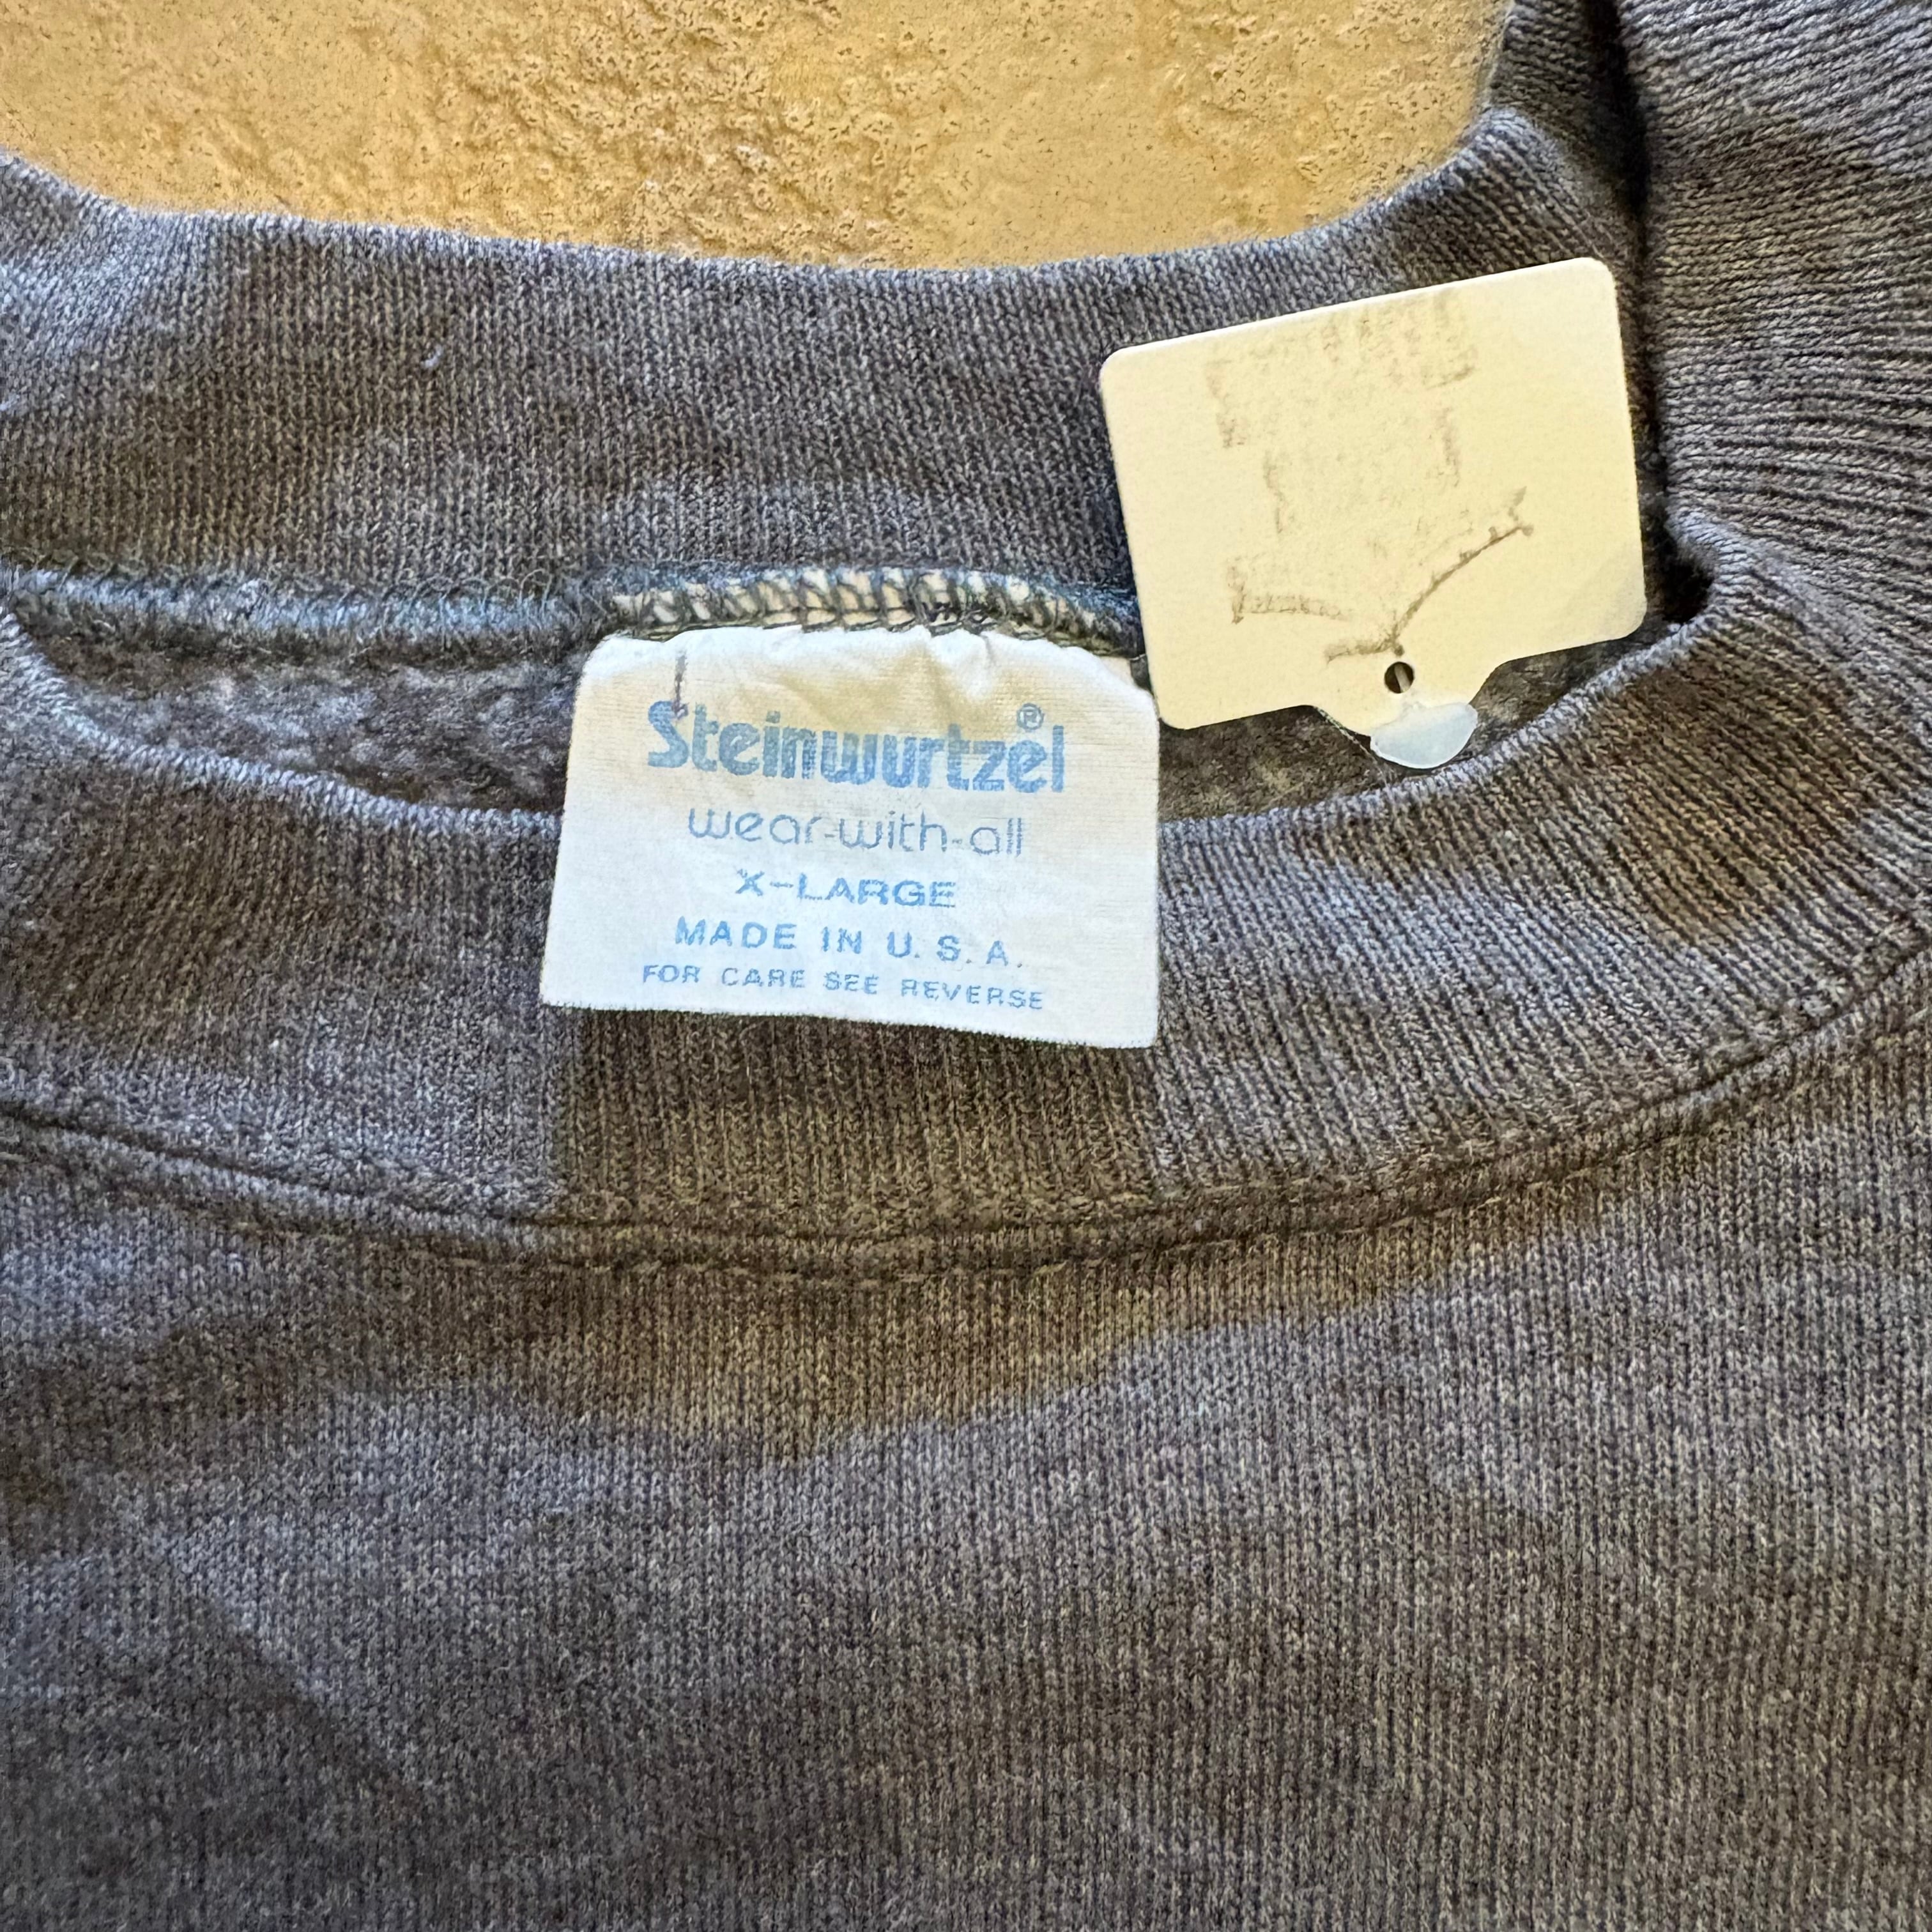 Steinwurtzel®
wear-with-all
X-LARGE
MADE IN U.S.A.
FOR CARE SEE REVERSE